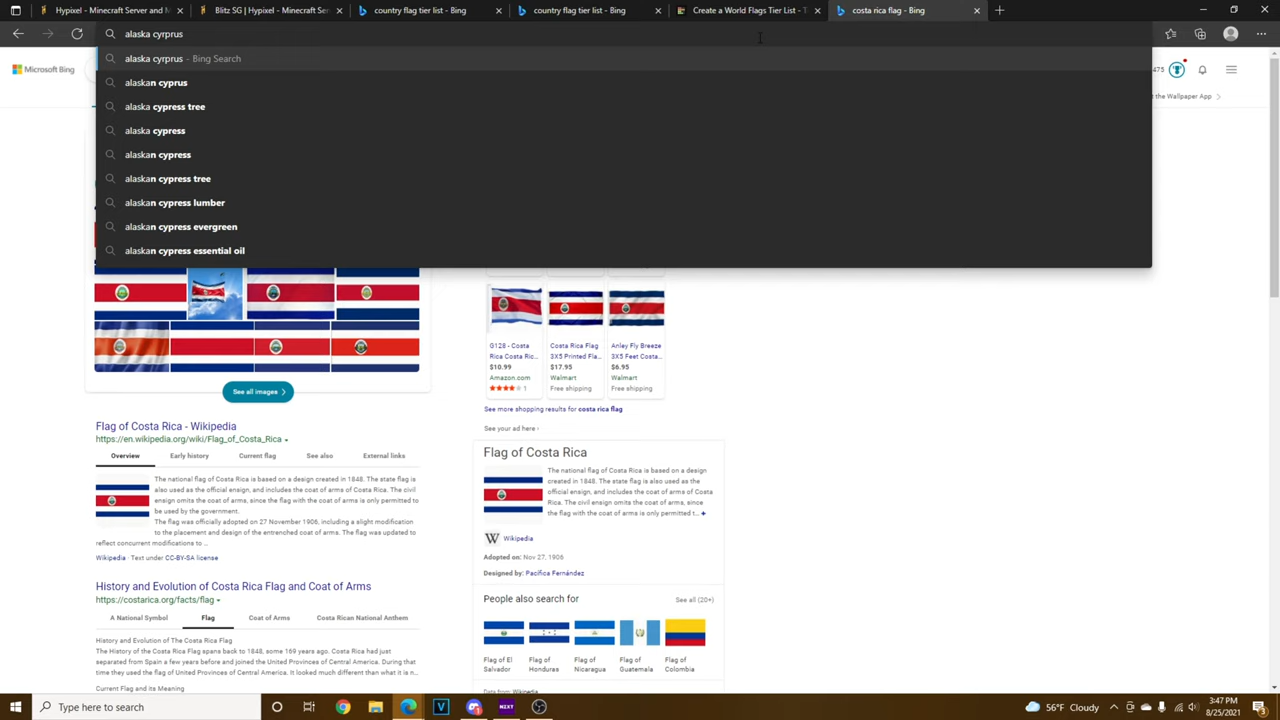 Hypixel - Minecraft Server and M
Blitz SG | Hypixel - Minecraft Ser
country flag tier list - Bing
country flag tier list - Bing
Create a World Flags Tier List - T
costa rica flag - Bing
alaska cyrprus
alaska cyrprus - Bing Search
alaskan cyprus
alaska cypress tree
alaska cypress
alaskan cypress
alaskan cypress tree
alaskan cypress lumber
alaskan cypress evergreen
alaskan cypress essential oil
Microsoft Bing
475
the Wallpaper App
G128 - Costa
Rica Costa Ric...
$10.99
Amazon.com
1
Costa Rica Flag
3X5 Printed Fla...
$17.95
Walmart
Free shipping
Anley Fly Breeze
3X5 Feet Costa...
$6.95
Walmart
Free shipping
See all images
See more shopping results for costa rica flag
See your ad here
Flag of Costa Rica - Wikipedia
https://en.wikipedia.org/wiki/Flag_of_Costa_Rica
Overview Early history Current flag See also External links
The national flag of Costa Rica is based on a design
created in 1848. The state flag is also used as the official ensign, and includes the coat of arms of Costa Rica. The civil
ensign omits the coat of arms, since the flag with the coat of arms is only permitted to
be used by the government.
The flag was officially adopted on 27 November 1906, including a slight modification
to the placement and design of the entrenched coat of arms. The flag was updated to
reflect concurrent modifications to ...
Wikipedia · Text under CC-BY-SA license
History and Evolution of Costa Rica Flag and Coat of Arms
https://costarica.org/facts/flag
A National Symbol Flag Coat of Arms Costa Rican National Anthem
History and Evolution of The Costa Rica Flag
The History of the Costa Rica Flag spans back to 1848, some 169 years ago. Costa Rica had just
separated from Spain a few years before and joined the United Provinces of Central America. During that
time they used the flag of United Provinces of Central America. It looked much different than what it is n...
Current Flag and its Meaning
Flag of Costa Rica
The national flag of Costa Rica is based on a design
created in 1848. The state flag is also used as the
official ensign, and includes the coat of arms of Costa
Rica. The civil ensign omits the coat of arms, since
the flag with the coat of arms is only permitted t...
Wikipedia
Adopted on: Nov 27, 1906
Designed by: Pacífica Fernández
People also search for
See all (20+)
Flag of El
Salvador
Flag of
Honduras
Flag of
Nicaragua
Flag of
Guatemala
Flag of
Colombia
Data from: Wikipedia
Type here to search
V
NEXT
56°F Cloudy
3:47 PM
8/25/2021
3